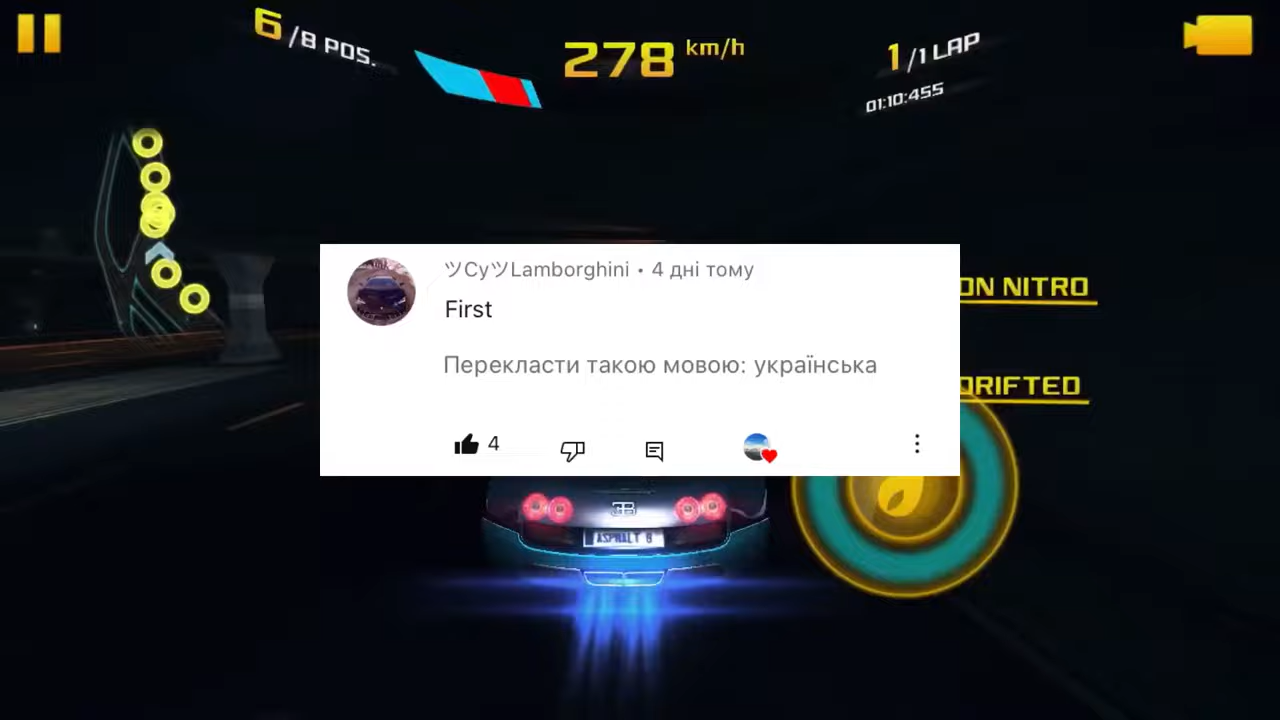 6/8 POS.
278 km/h
1/1 LAP
01:10:455
ツCyツLamborghini • 4 дні тому
First
Перекласти такою мовою: українська
4
ON NITRO
DRIFTED
ASPHALT 8